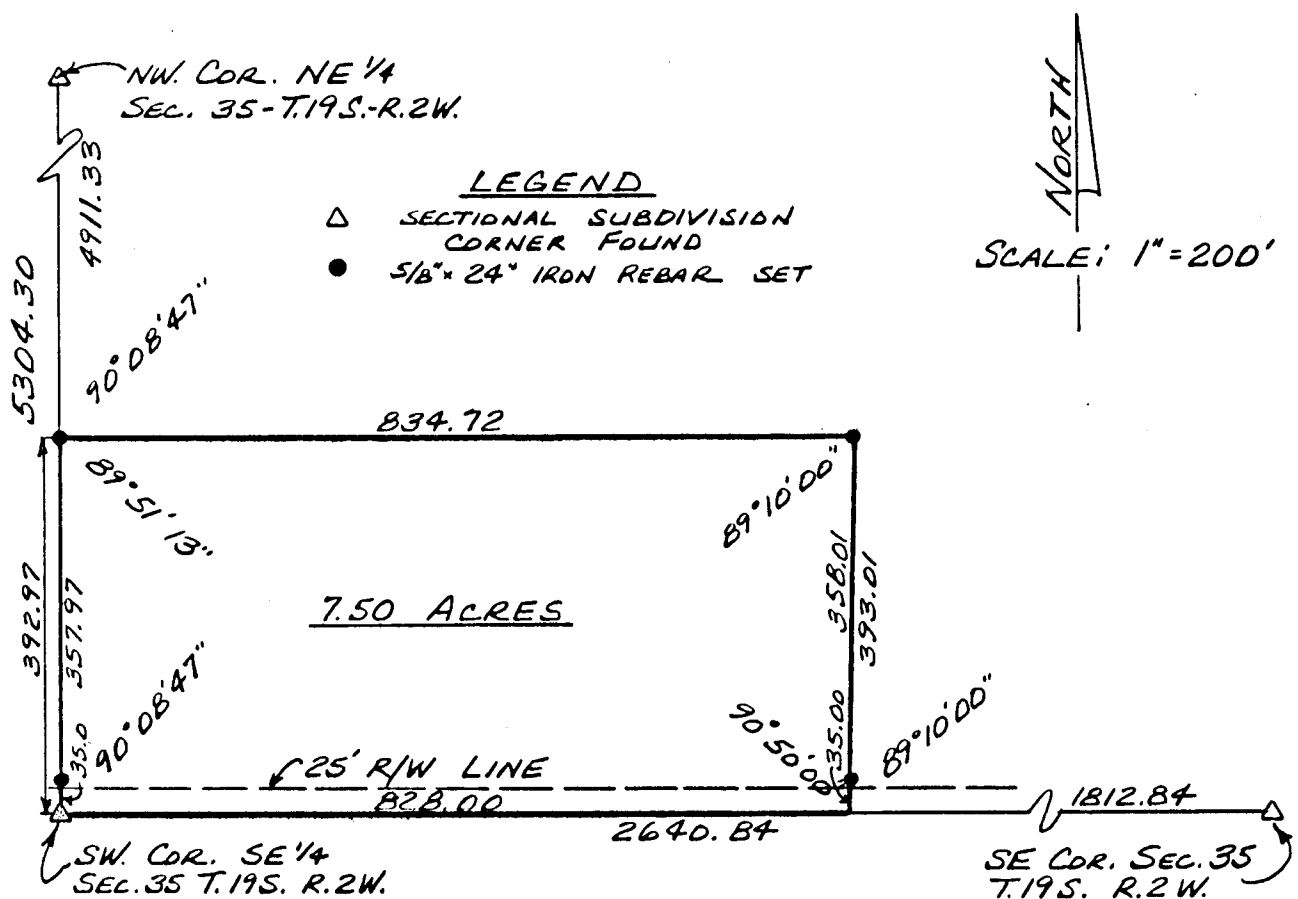 NW. COR. NE 1/4
SEC. 35-T.19S.-R.2W.
NORTH
SCALE: 1"=200'
LEGEND
△ SECTIONAL SUBDIVISION
CORNER FOUND
● 5/8"x 24" IRON REBAR SET
4911.33
5304.30
90°08'47"
834.72
89°51'13"
89°10'00"
392.97
357.97
358.01
393.01
7.50 ACRES
90°08'47"
35.0
90°50'00"
35.00
89°10'00"
25' R/W LINE
828.00
2640.84
1812.84
SW. COR. SE 1/4
SEC.35 T.19S. R.2W.
SE COR. SEC. 35
T.19S. R.2W.